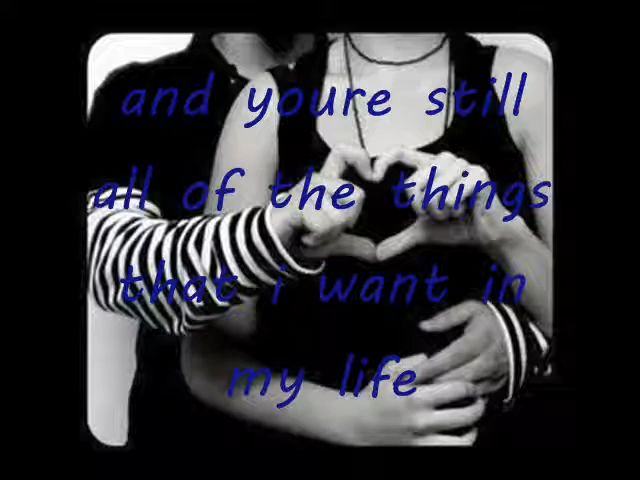 and youre still
all of the things
that i want in
my life